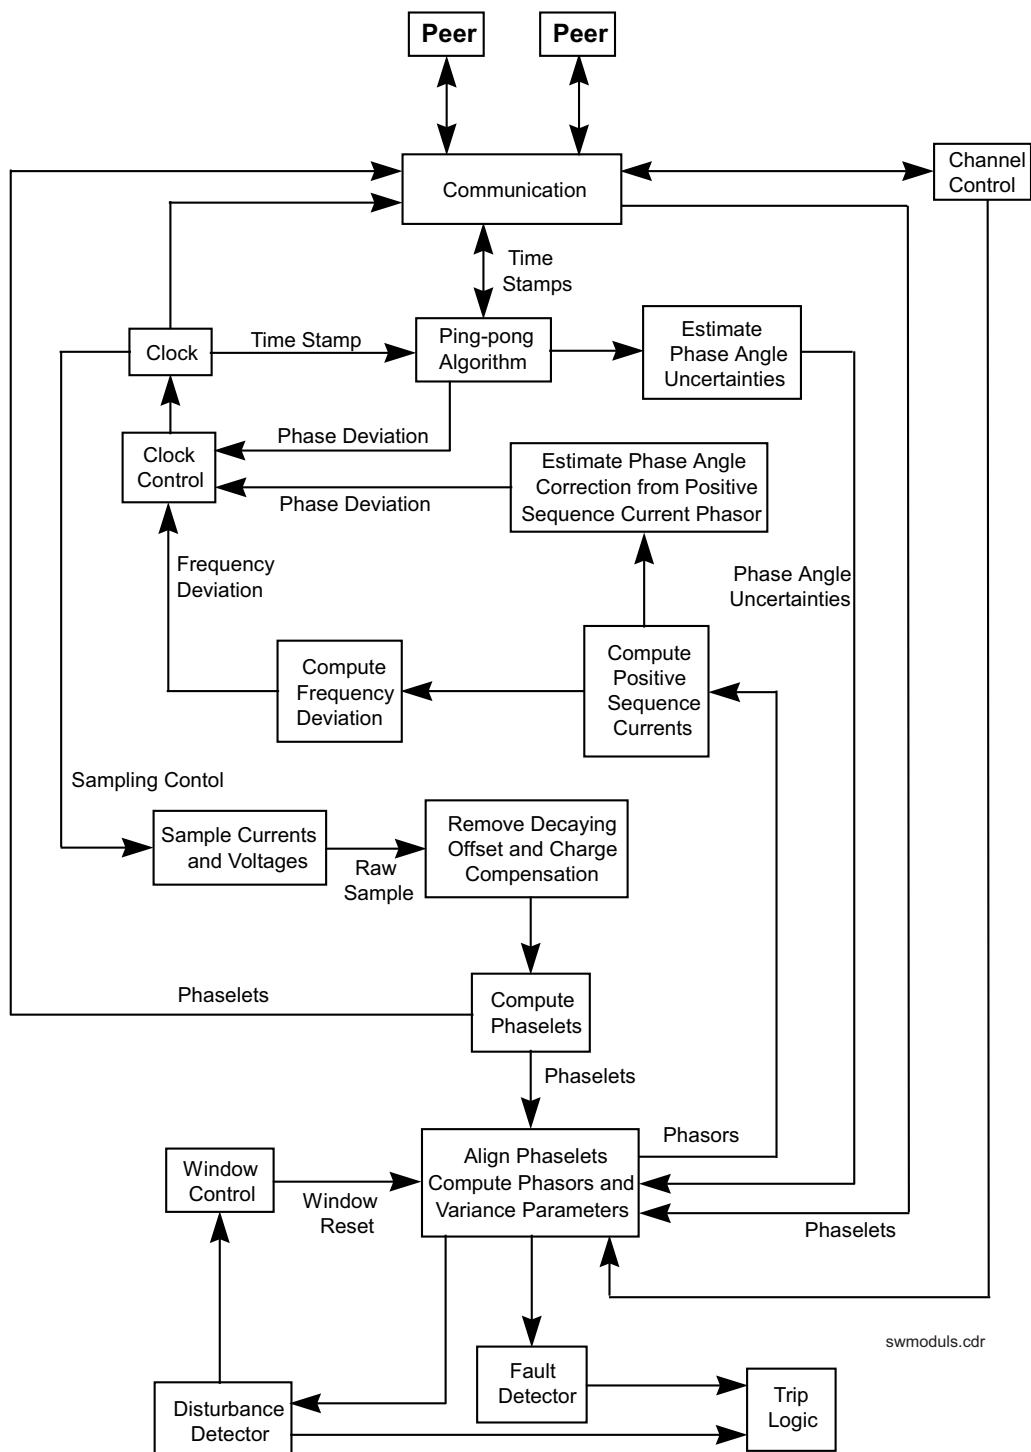 Peer
Peer
Communication
Channel
Control
Time
Stamps
Clock
Time Stamp
Ping-pong
Algorithm
Estimate
Phase Angle
Uncertainties
Phase Deviation
Clock
Control
Estimate Phase Angle
Correction from Positive
Sequence Current Phasor
Phase Deviation
Frequency
Deviation
Phase Angle
Uncertainties
Compute
Frequency
Deviation
Compute
Positive
Sequence
Currents
Sampling Contol
Sample Currents
and Voltages
Raw
Sample
Remove Decaying
Offset and Charge
Compensation
Phaselets
Compute
Phaselets
Phaselets
Window
Control
Window
Reset
Align Phaselets
Compute Phasors and
Variance Parameters
Phasors
Phaselets
swmoduls.cdr
Fault
Detector
Disturbance
Detector
Trip
Logic